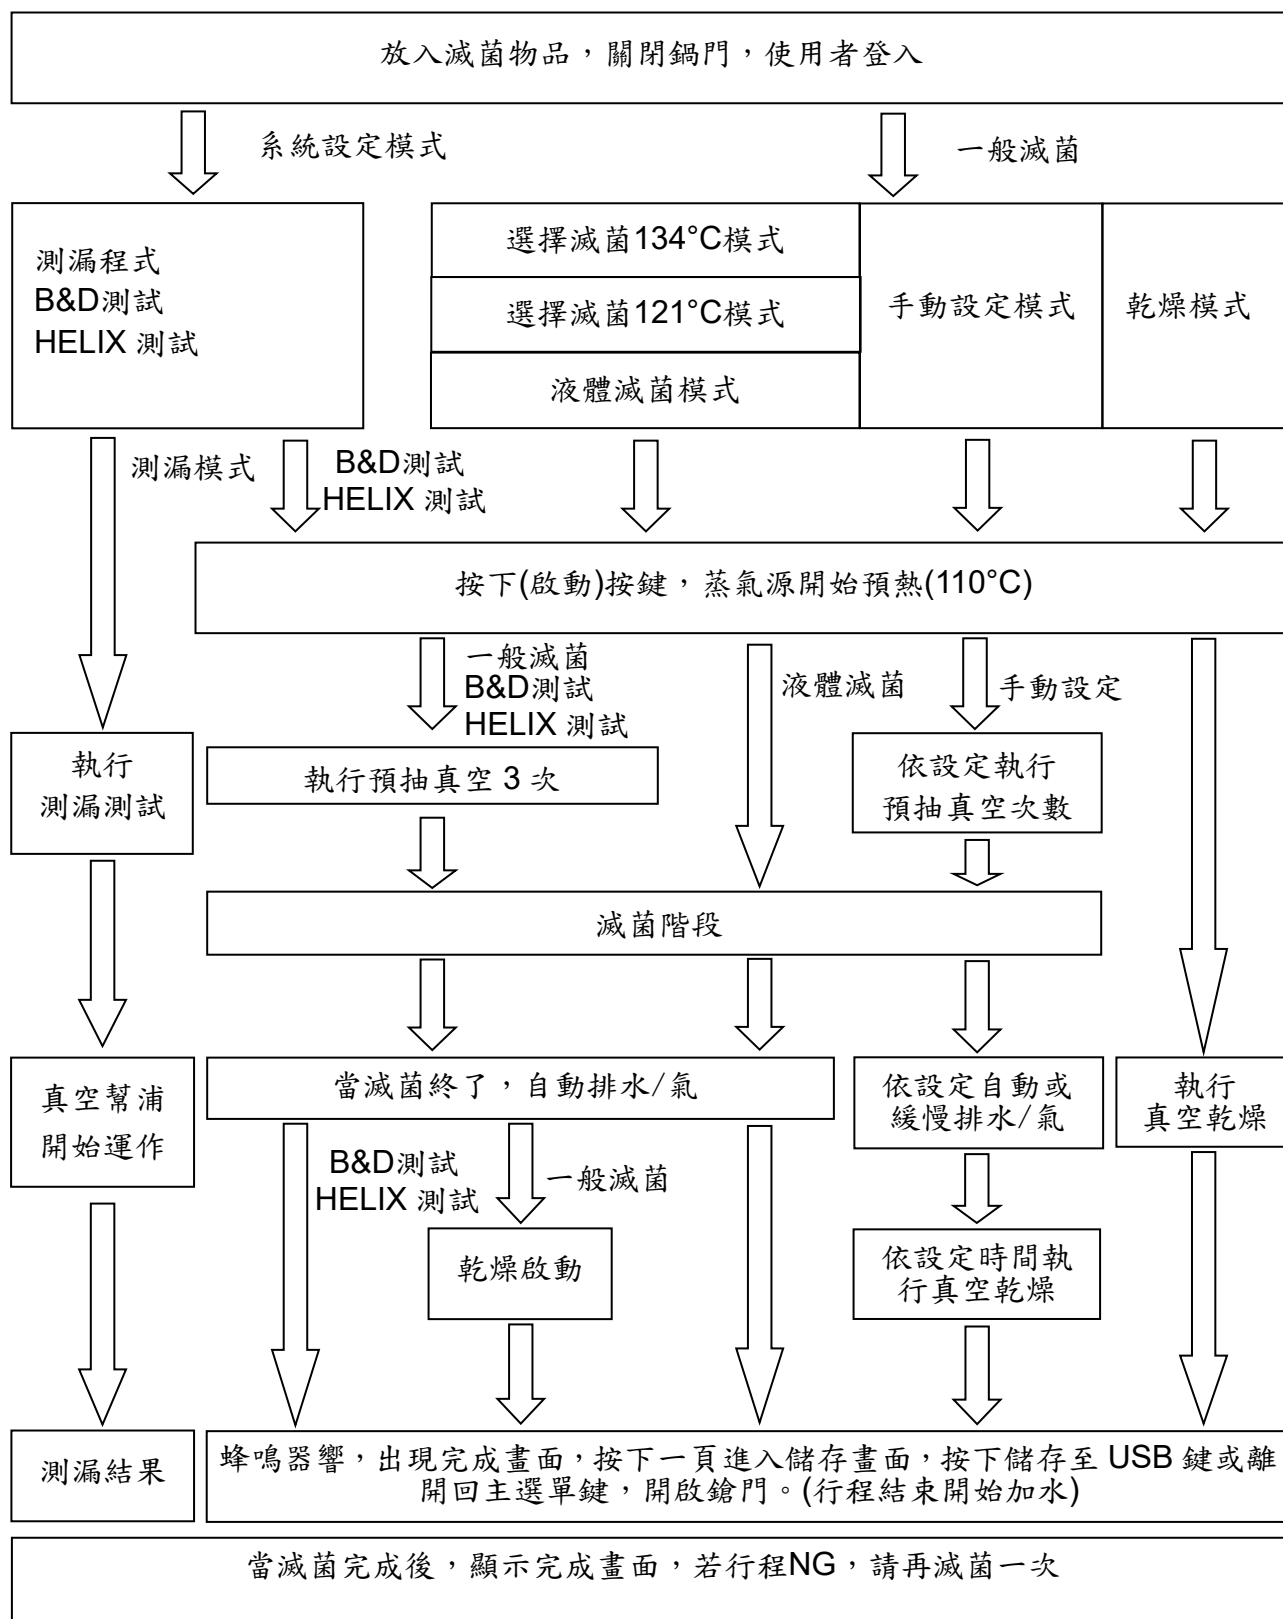 放入滅菌物品，關閉鍋門，使用者登入
系統設定模式
一般滅菌
測漏程式
B&D測試
HELIX 測試
選擇滅菌134°C模式
選擇滅菌121°C模式
液體滅菌模式
手動設定模式
乾燥模式
測漏模式
B&D測試
HELIX 測試
按下(啟動)按鍵，蒸氣源開始預熱(110°C)
一般滅菌
B&D測試
HELIX 測試
液體滅菌
手動設定
執行
測漏測試
執行預抽真空 3 次
依設定執行
預抽真空次數
滅菌階段
真空幫浦
開始運作
當滅菌終了，自動排水/氣
依設定自動或
緩慢排水/氣
執行
真空乾燥
B&D測試
HELIX 測試
一般滅菌
乾燥啟動
依設定時間執
行真空乾燥
測漏結果
蜂鳴器響，出現完成畫面，按下一頁進入儲存畫面，按下儲存至 USB 鍵或離
開回主選單鍵，開啟鎗門。(行程結束開始加水)
當滅菌完成後，顯示完成畫面，若行程NG，請再滅菌一次